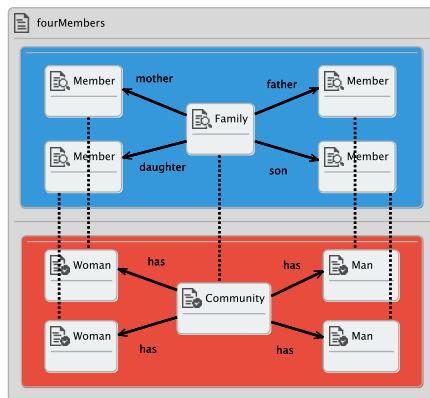 fourMembers
Member
mother
father
Member
Family
Member
daughter
son
Member
Woman
has
has
Man
Community
Woman
has
has
Man